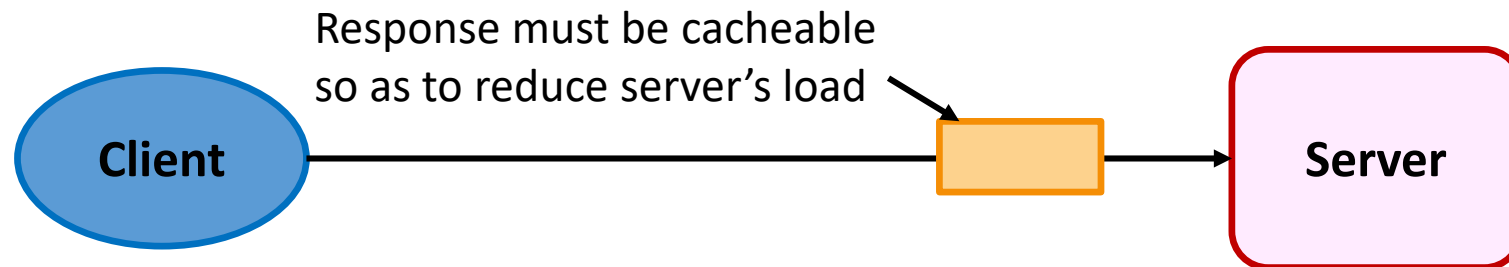 Response must be cacheable
so as to reduce server’s load
Client
Server